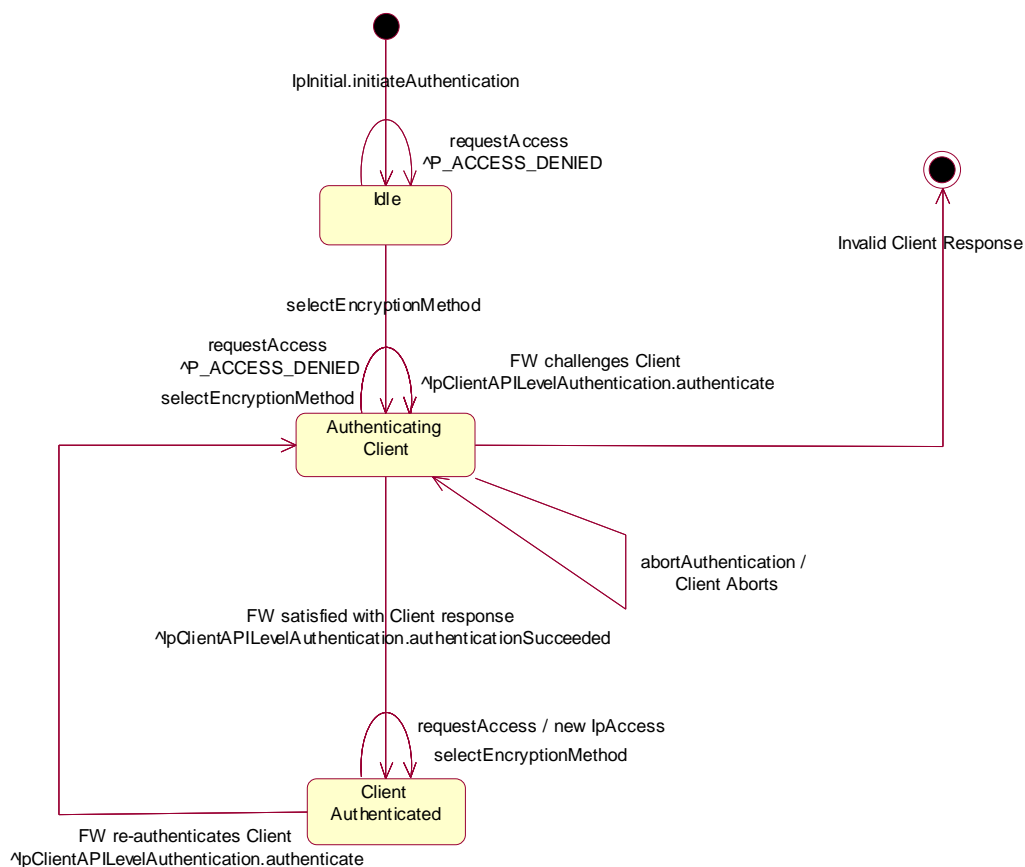 IpInitial.initiateAuthentication
requestAccess
^P_ACCESS_DENIED
Idle
Invalid Client Response
selectEncryptionMethod
requestAccess
^P_ACCESS_DENIED
selectEncryptionMethod
FW challenges Client
^IpClientAPILevelAuthentication.authenticate
Authenticating
Client
abortAuthentication /
Client Aborts
FW satisfied with Client response
^IpClientAPILevelAuthentication.authenticationSucceeded
requestAccess / new IpAccess
selectEncryptionMethod
Client
Authenticated
FW re-authenticates Client
^IpClientAPILevelAuthentication.authenticate